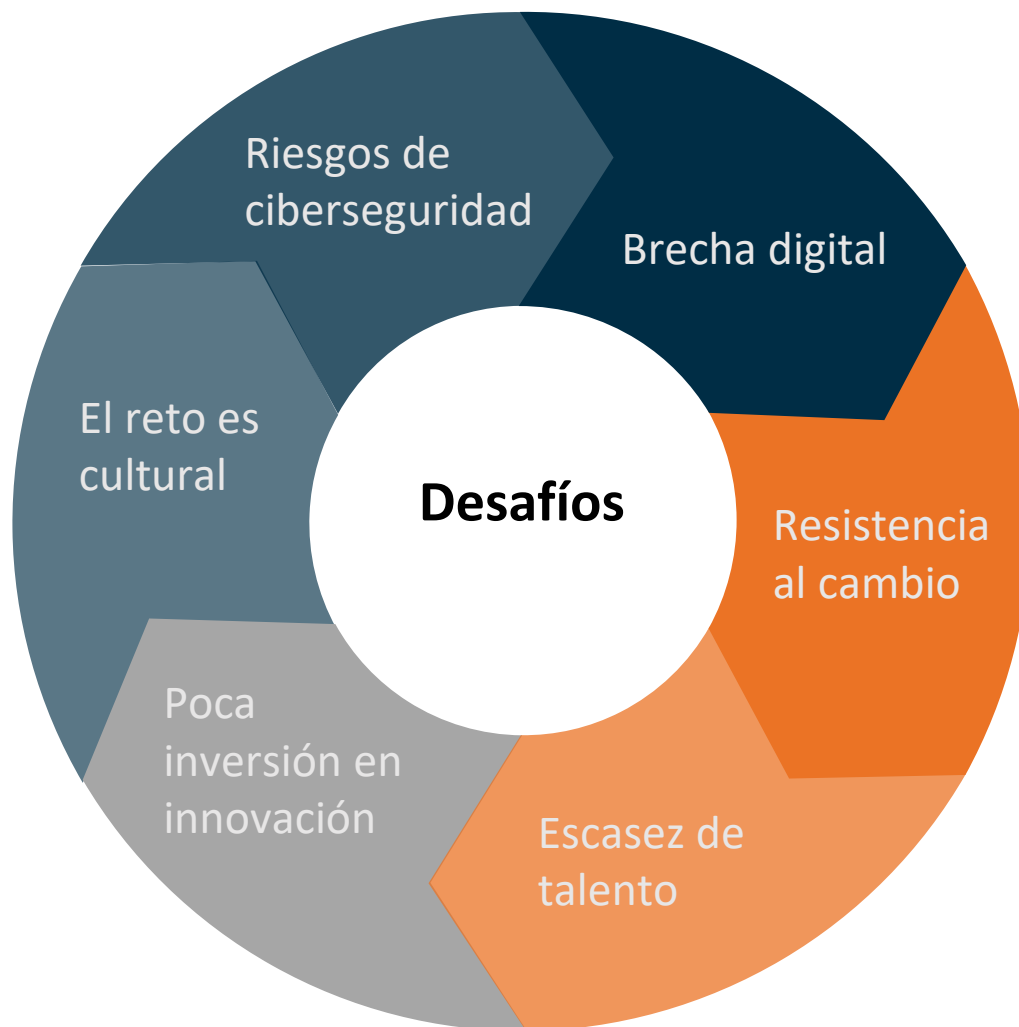 Riesgos de
ciberseguridad
Brecha digital
El reto es
cultural
Desafíos
Resistencia
al cambio
Poca
inversión en
innovación
Escasez de
talento